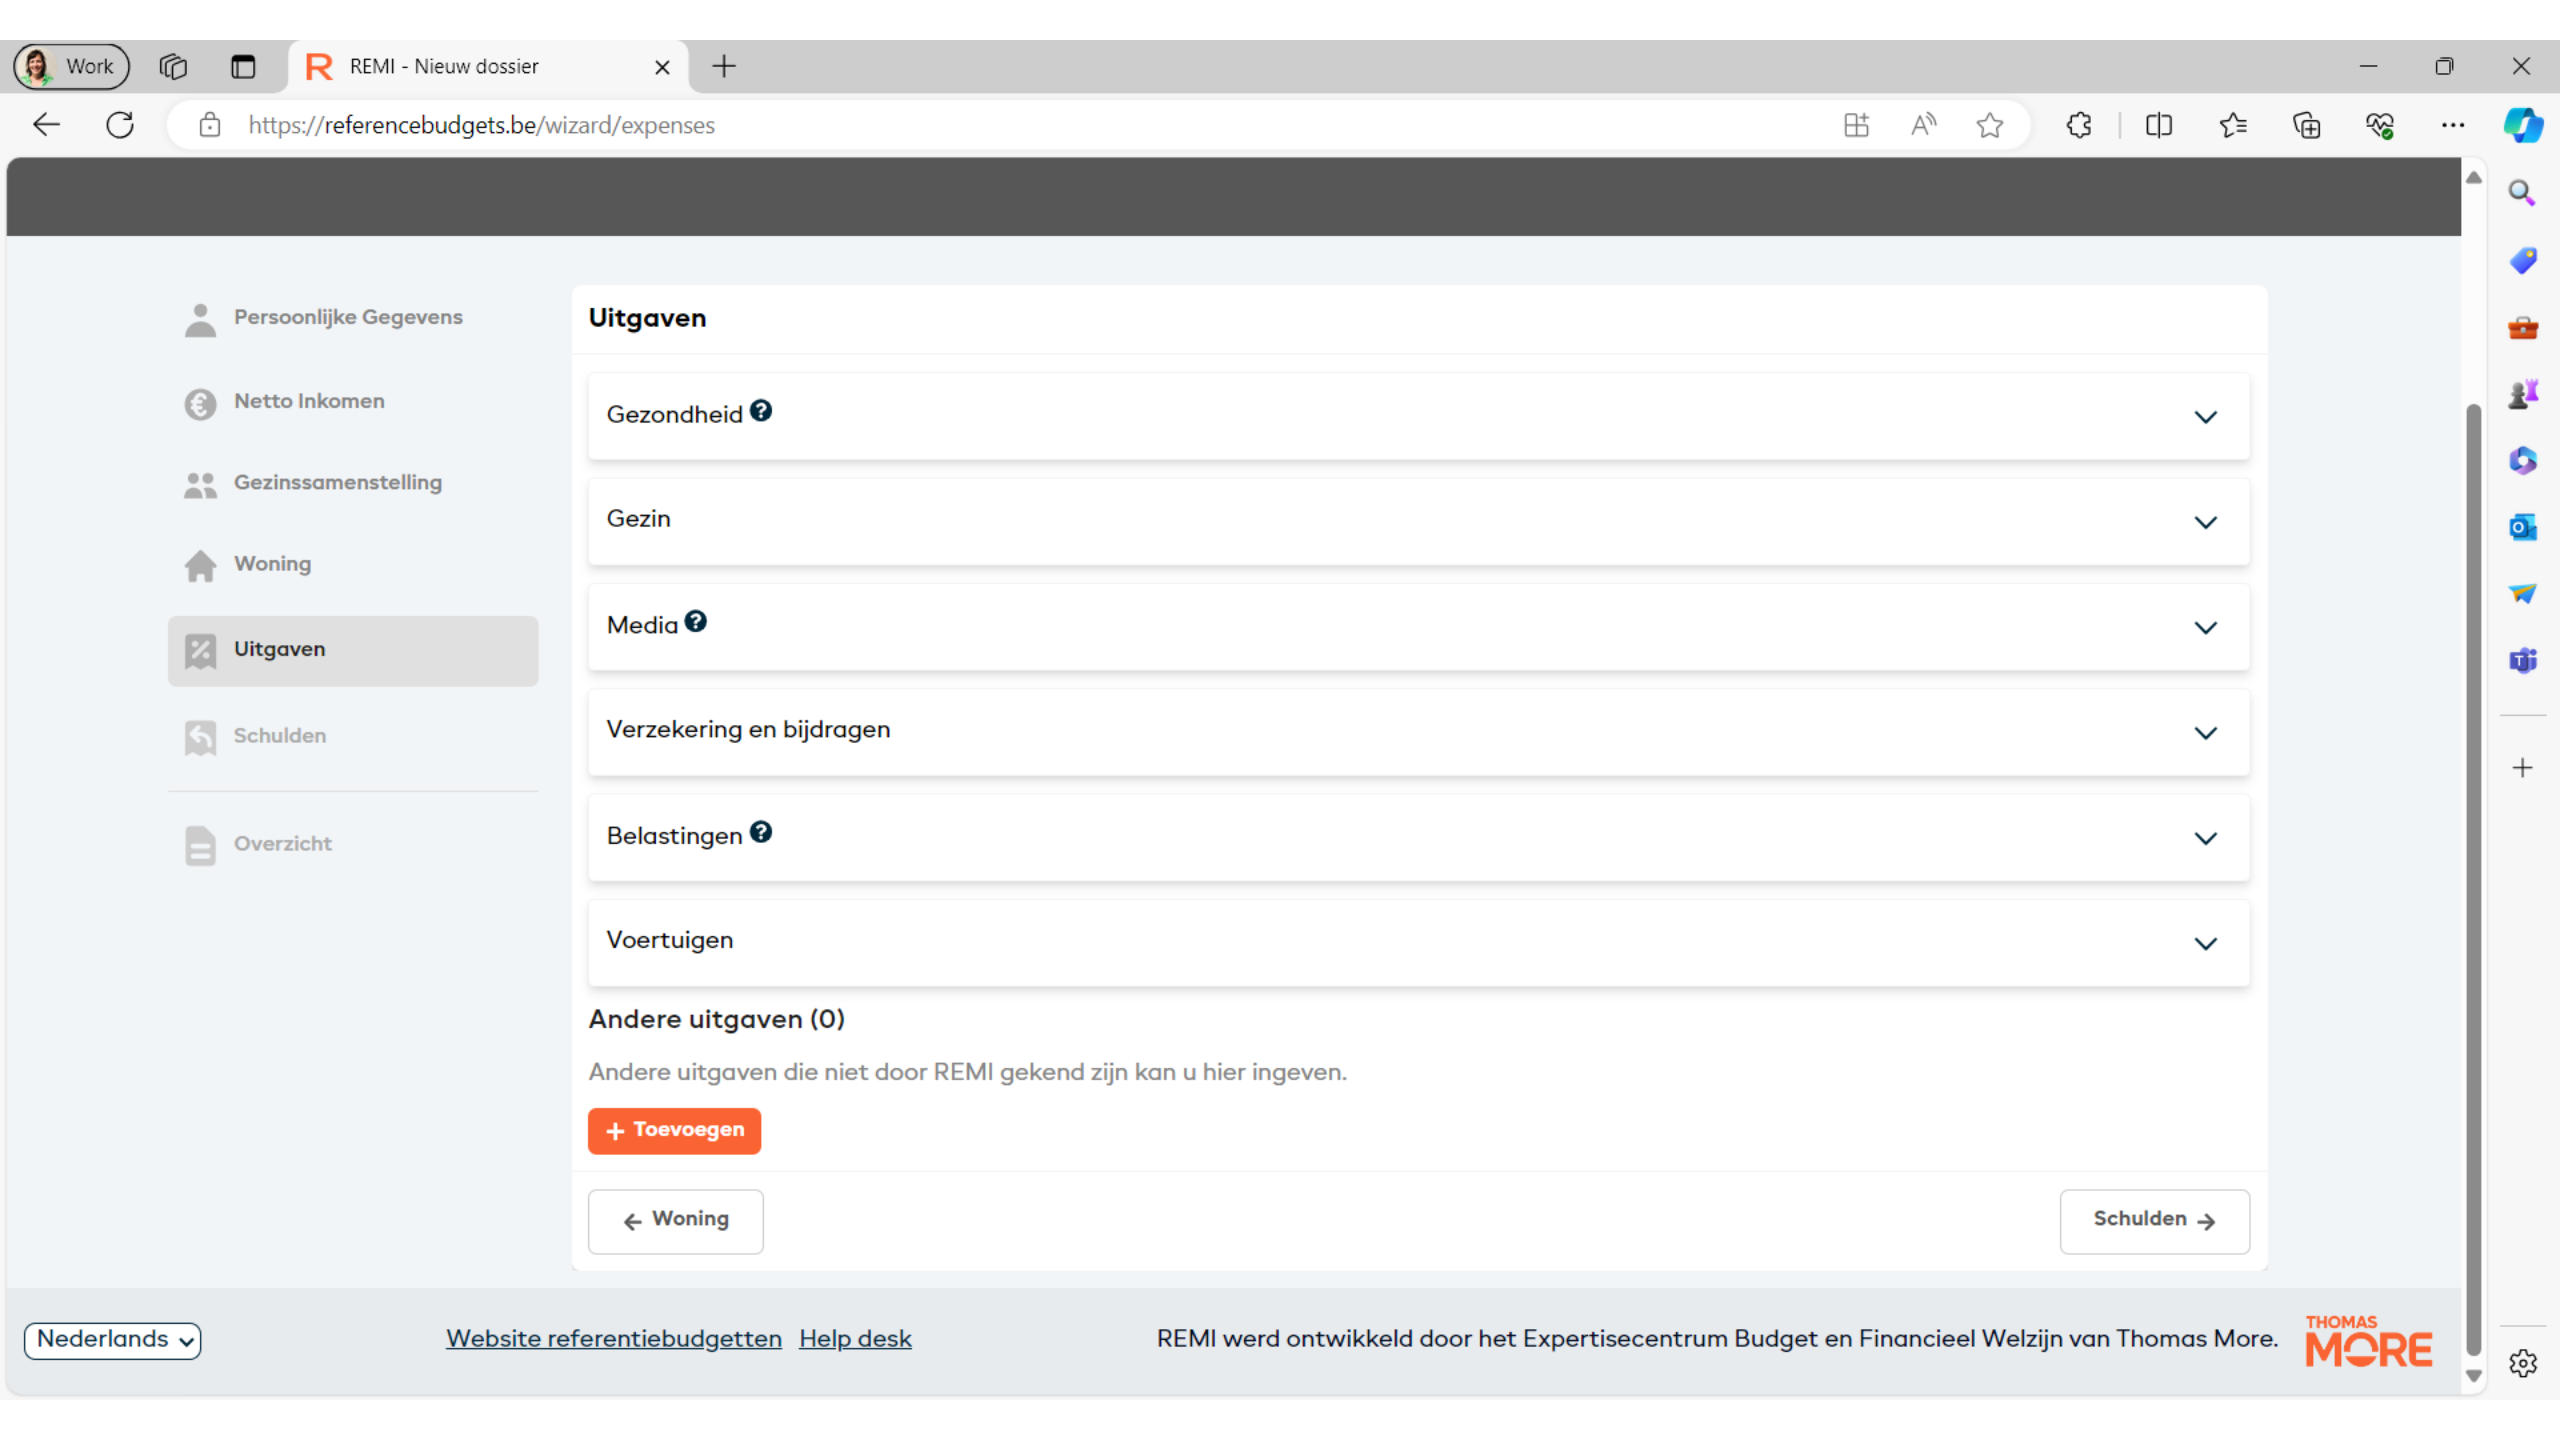 Work
REMI - Nieuw dossier
https://referencebudgets.be/wizard/expenses
Persoonlijke Gegevens
Netto Inkomen
Gezinssamenstelling
Woning
Uitgaven
Schulden
Overzicht
Uitgaven
Gezondheid
Gezin
Media
Verzekering en bijdragen
Belastingen
Voertuigen
Andere uitgaven (0)
Andere uitgaven die niet door REMI gekend zijn kan u hier ingeven.
+ Toevoegen
← Woning
Schulden →
Nederlands
Website referentiebudgetten Help desk
REMI werd ontwikkeld door het Expertisecentrum Budget en Financieel Welzijn van Thomas More.
THOMAS
MORE